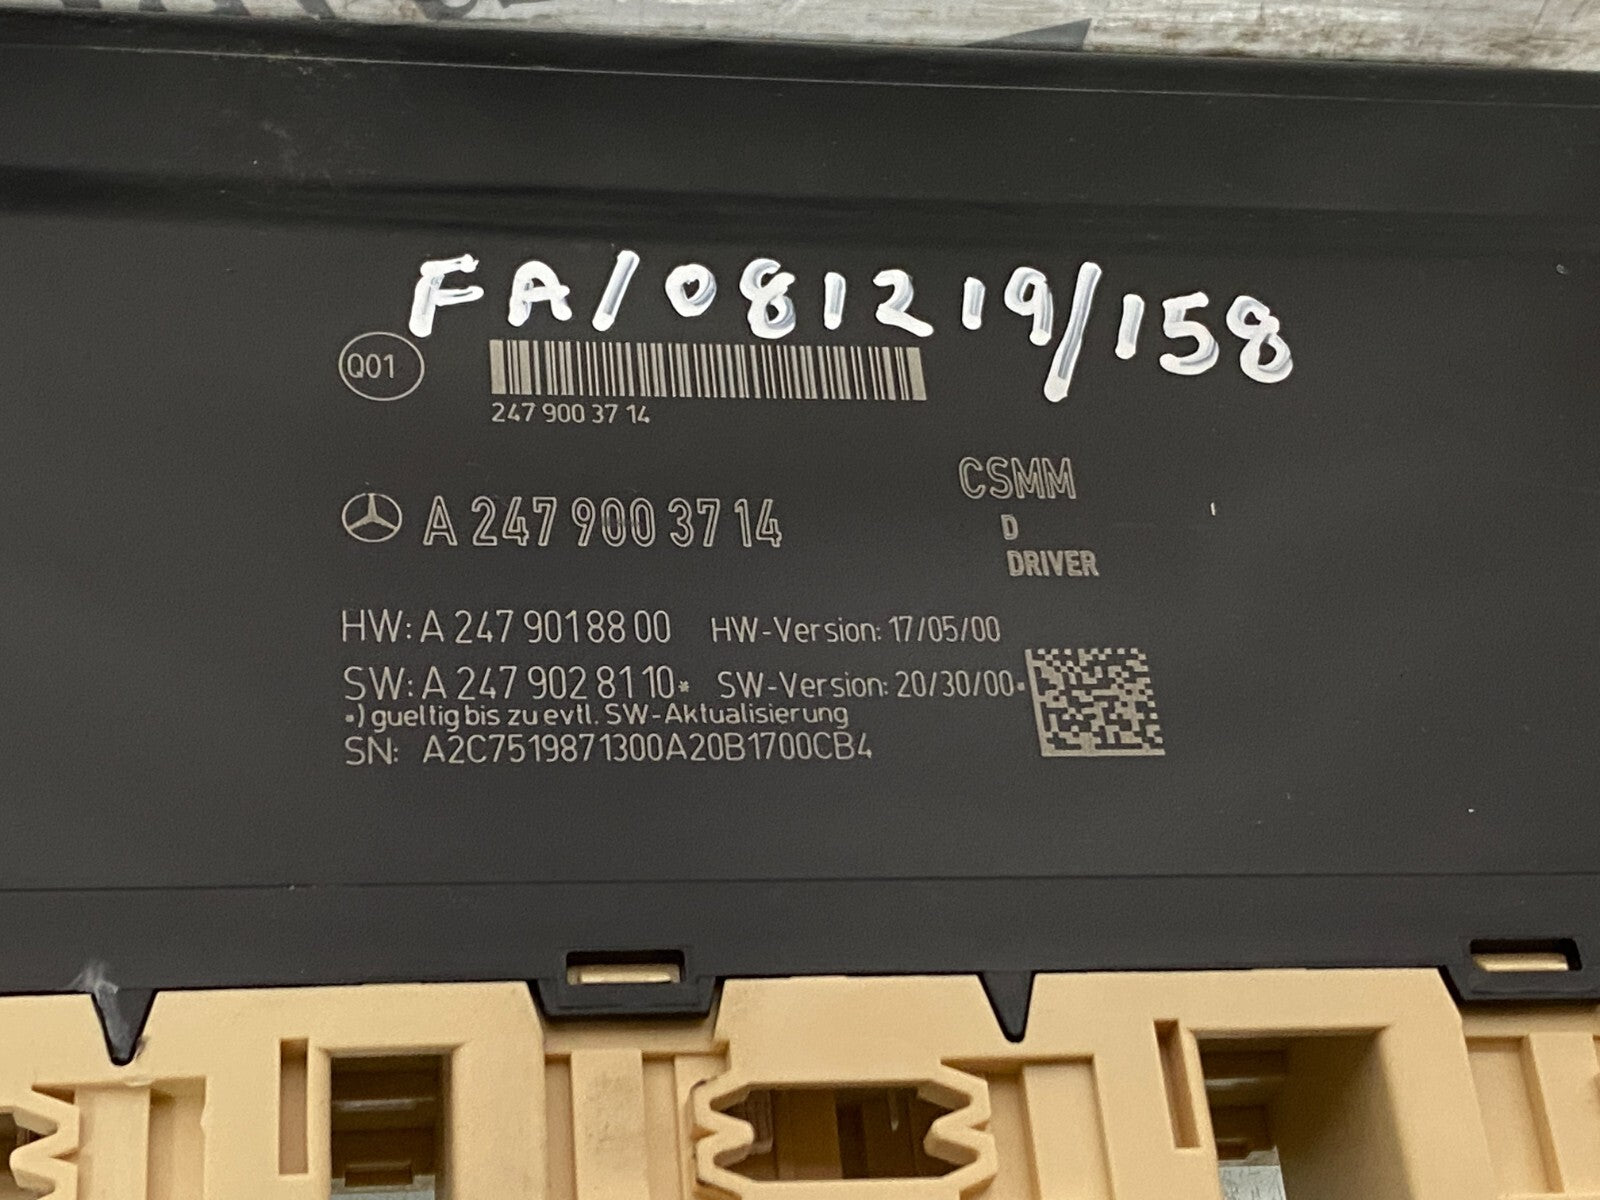 FA/081219/158
Q01
247 900 37 14
A 247 900 37 14
CSMM
D
DRIVER
HW: A 247 901 88 00 HW-Version: 17/05/00
SW: A 247 902 81 10* SW-Version: 20/30/00*
*) gueltig bis zu evtl. SW-Aktualisierung
SN: A2C7519871300A20B1700CB4